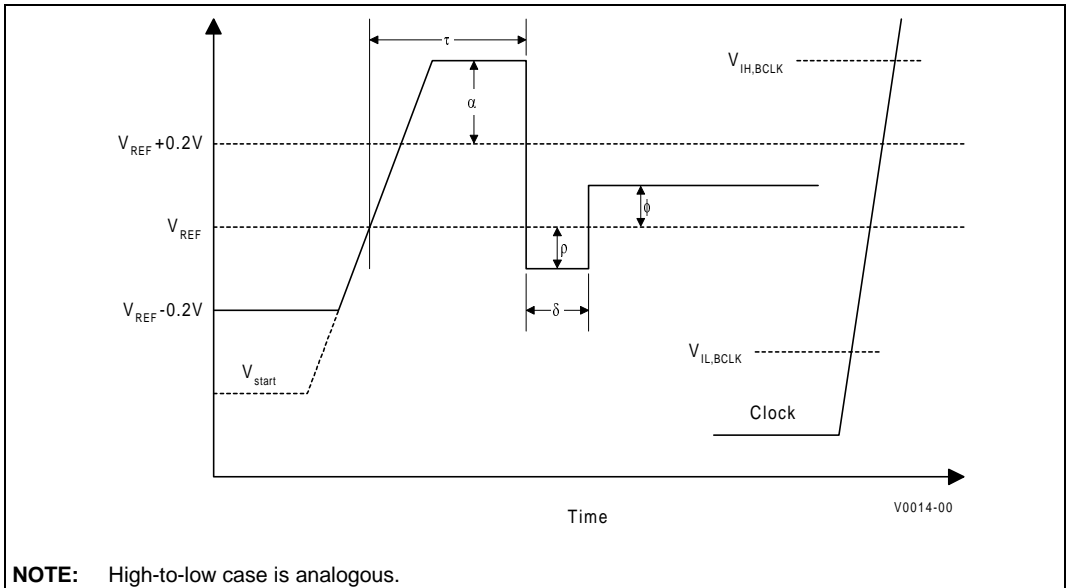 τ
V_IH,BCLK
α
V_REF+0.2V
ϕ
V_REF
ρ
V_REF-0.2V
δ
V_IL,BCLK
V_start
Clock
V0014-00
Time
NOTE: High-to-low case is analogous.